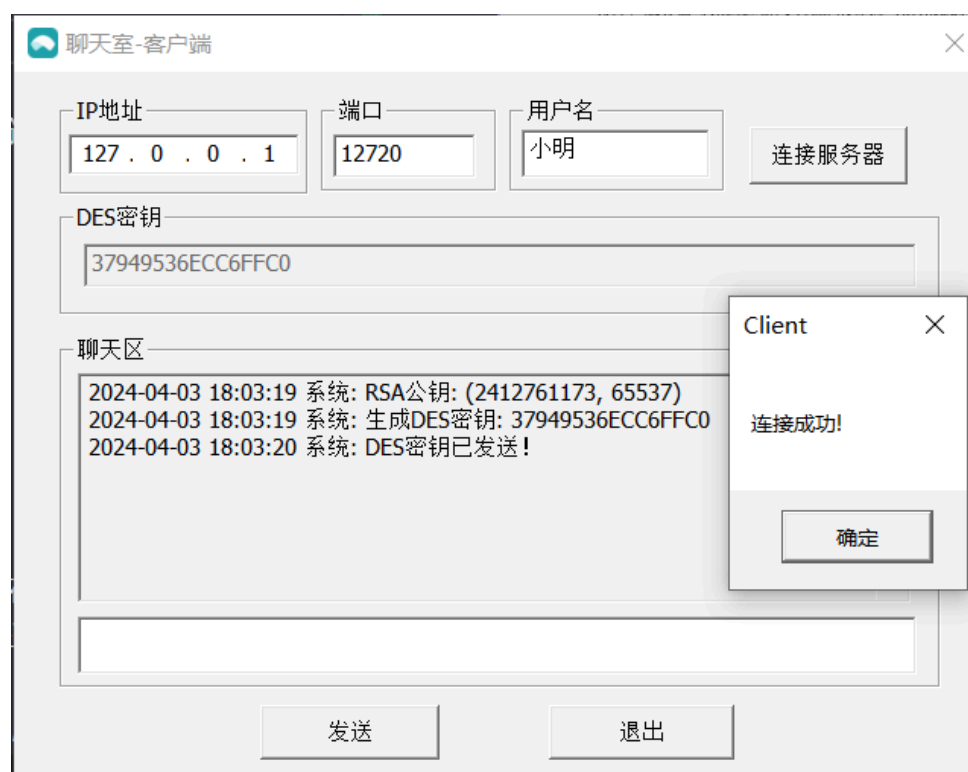 聊天室-客户端
IP地址 端口 用户名
127 . 0 . 0 . 1 12720 小明 连接服务器
DES密钥
37949536ECC6FFC0
Client
聊天区
2024-04-03 18:03:19 系统: RSA公钥: (2412761173, 65537)
2024-04-03 18:03:19 系统: 生成DES密钥: 37949536ECC6FFC0
2024-04-03 18:03:20 系统: DES密钥已发送!
连接成功!
确定
发送 退出